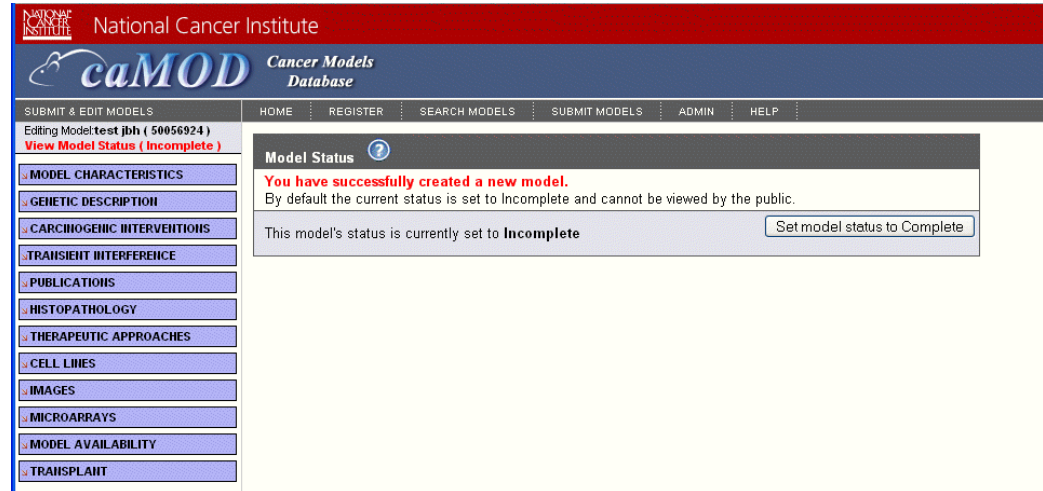 NATIONAL
CANCER
INSTITUTE
National Cancer Institute
caMOD Cancer Models
Database
SUBMIT & EDIT MODELS
HOME REGISTER SEARCH MODELS SUBMIT MODELS ADMIN HELP
Editing Model:test jbh ( 50056924 )
View Model Status ( Incomplete )
Model Status ?
You have successfully created a new model.
By default the current status is set to Incomplete and cannot be viewed by the public.
This model's status is currently set to Incomplete
Set model status to Complete
MODEL CHARACTERISTICS
GENETIC DESCRIPTION
CARCINOGENIC INTERVENTIONS
TRANSIENT INTERFERENCE
PUBLICATIONS
HISTOPATHOLOGY
THERAPEUTIC APPROACHES
CELL LINES
IMAGES
MICROARRAYS
MODEL AVAILABILITY
TRANSPLANT